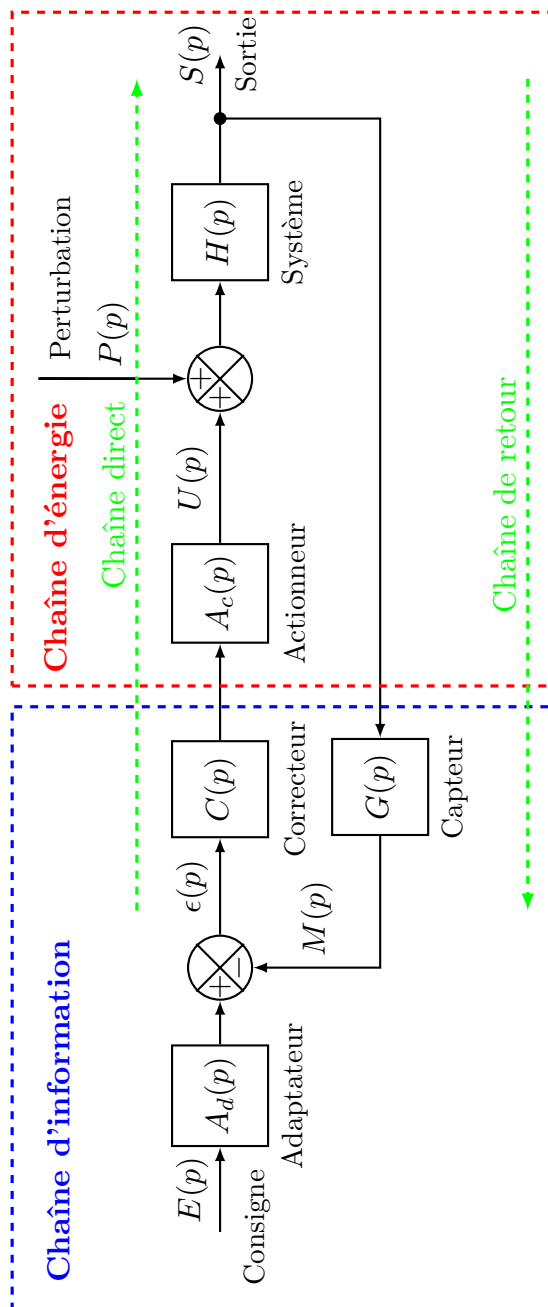 Chaîne d'information
Chaîne d'énergie
Perturbation
P(p)
Chaîne direct
E(p)
Consigne
A_d(p)
Adaptateur
+
−
ϵ(p)
C(p)
Correcteur
A_c(p)
Actionneur
U(p)
+
+
H(p)
Système
S(p)
Sortie
M(p)
G(p)
Capteur
Chaîne de retour